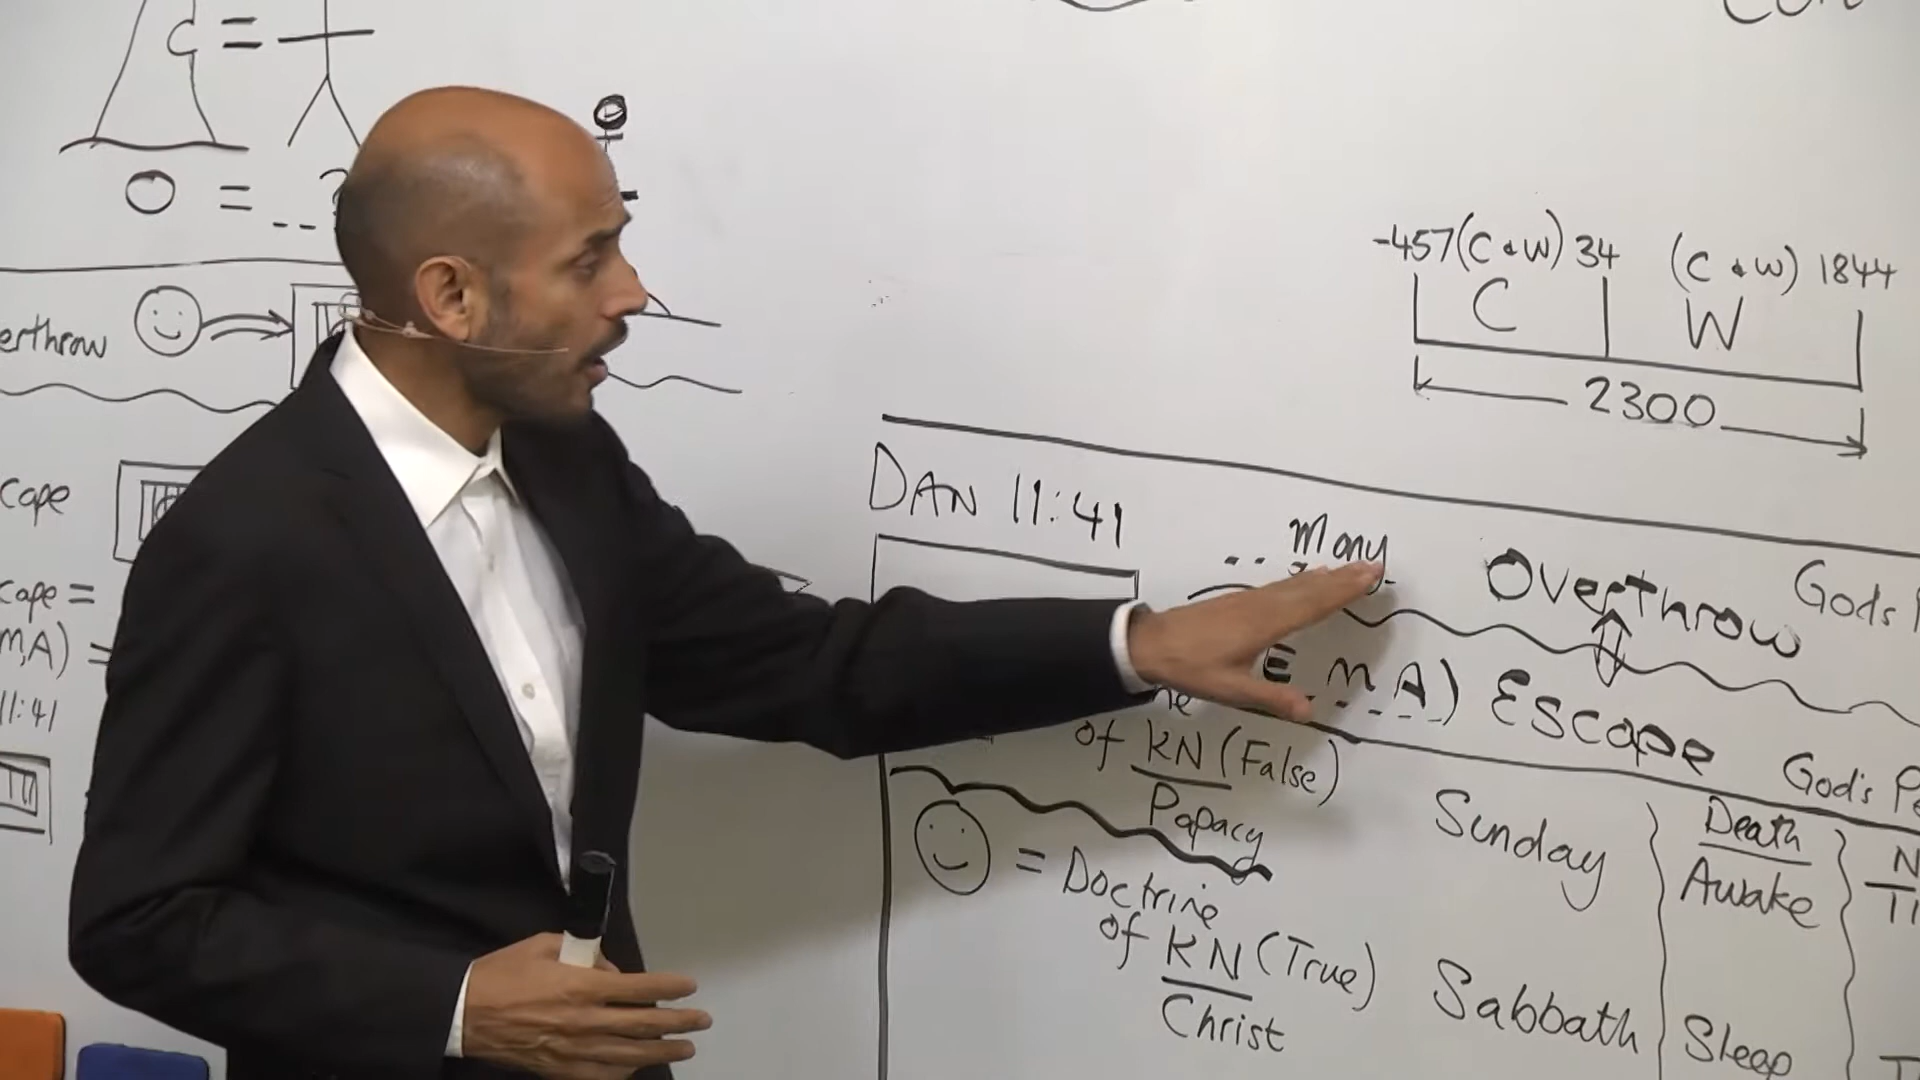 C =
O = _ _ ?
erthrow
cape
cape =
M,A) =
11:41
-457 (C & W) 34 (C & W) 1844
C W
2300
DAN 11:41
.. Many Overthrow God's
E M A) Escape God's Pe
of KN (False)
Papacy
= Doctrine
of KN (True)
Christ
Sunday
Sabbath
Death
Awake
Sleep